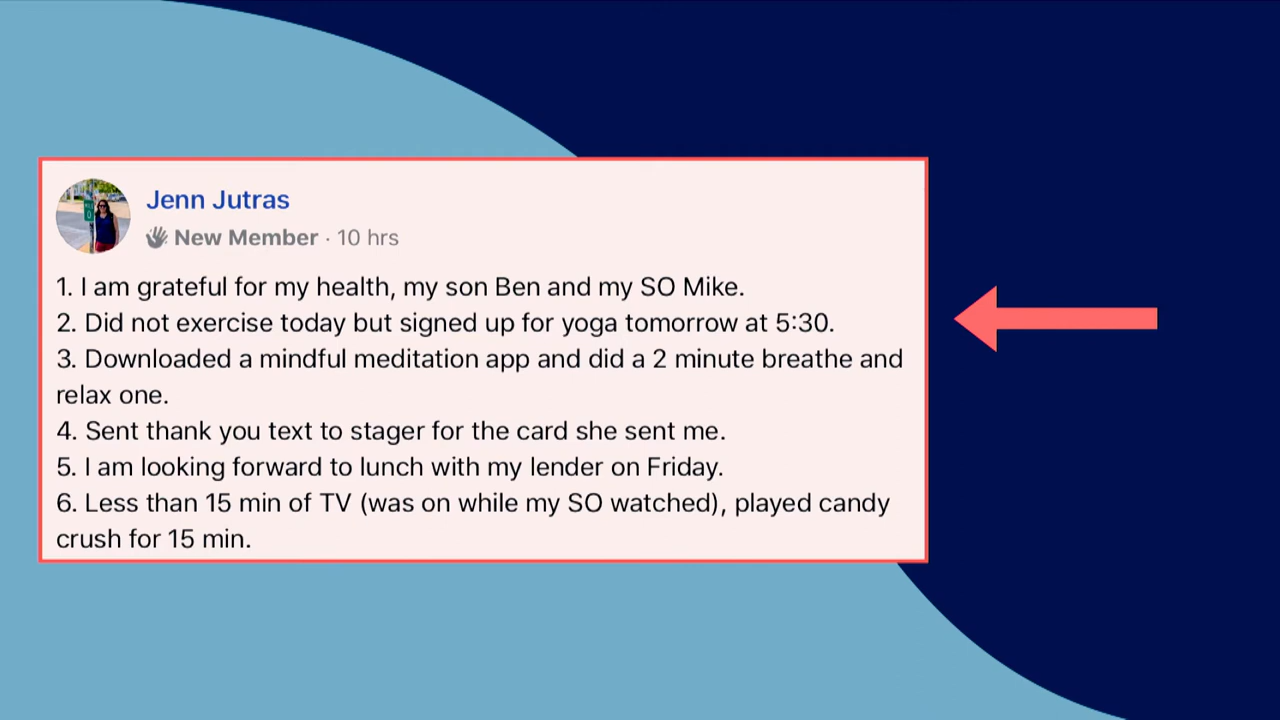 Jenn Jutras
New Member · 10 hrs
1. I am grateful for my health, my son Ben and my SO Mike.
2. Did not exercise today but signed up for yoga tomorrow at 5:30.
3. Downloaded a mindful meditation app and did a 2 minute breathe and
relax one.
4. Sent thank you text to stager for the card she sent me.
5. I am looking forward to lunch with my lender on Friday.
6. Less than 15 min of TV (was on while my SO watched), played candy
crush for 15 min.